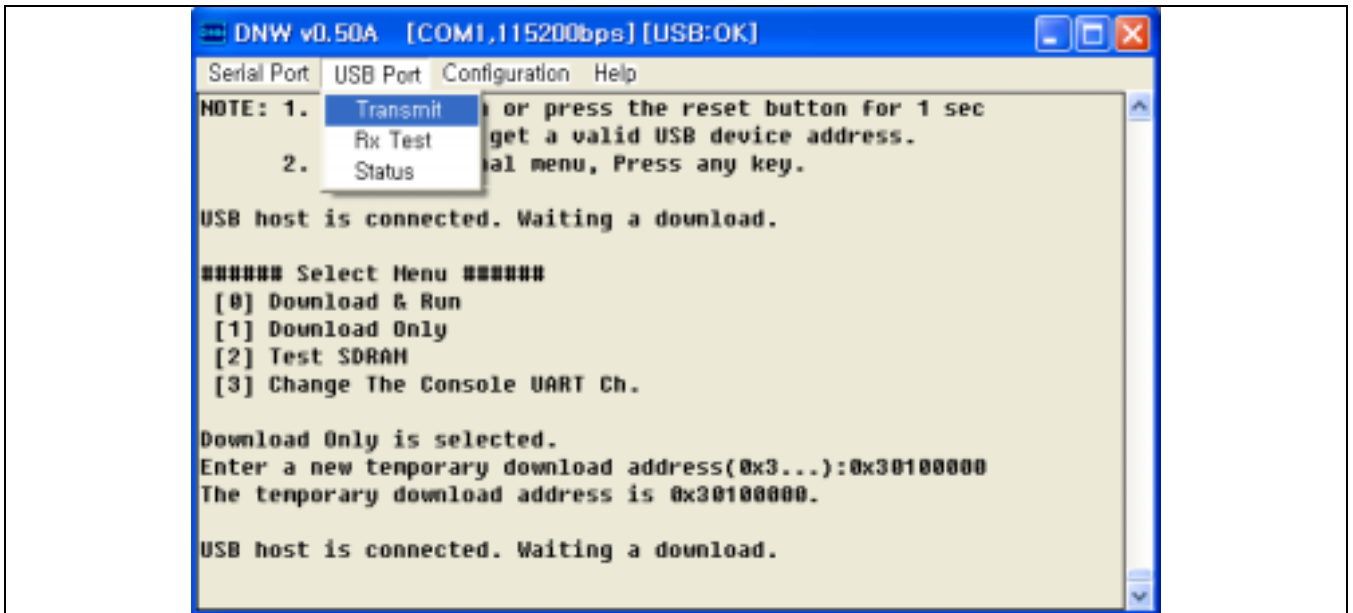 DNW v0.50A [COM1,115200bps][USB:OK]
Serial Port USB Port Configuration Help
Transmit
Rx Test
Status
NOTE: 1. or press the reset button for 1 sec
get a valid USB device address.
2. al menu, Press any key.
USB host is connected. Waiting a download.
###### Select Menu ######
[0] Download & Run
[1] Download Only
[2] Test SDRAM
[3] Change The Console UART Ch.
Download Only is selected.
Enter a new temporary download address(0x3...):0x30100000
The temporary download address is 0x30100000.
USB host is connected. Waiting a download.